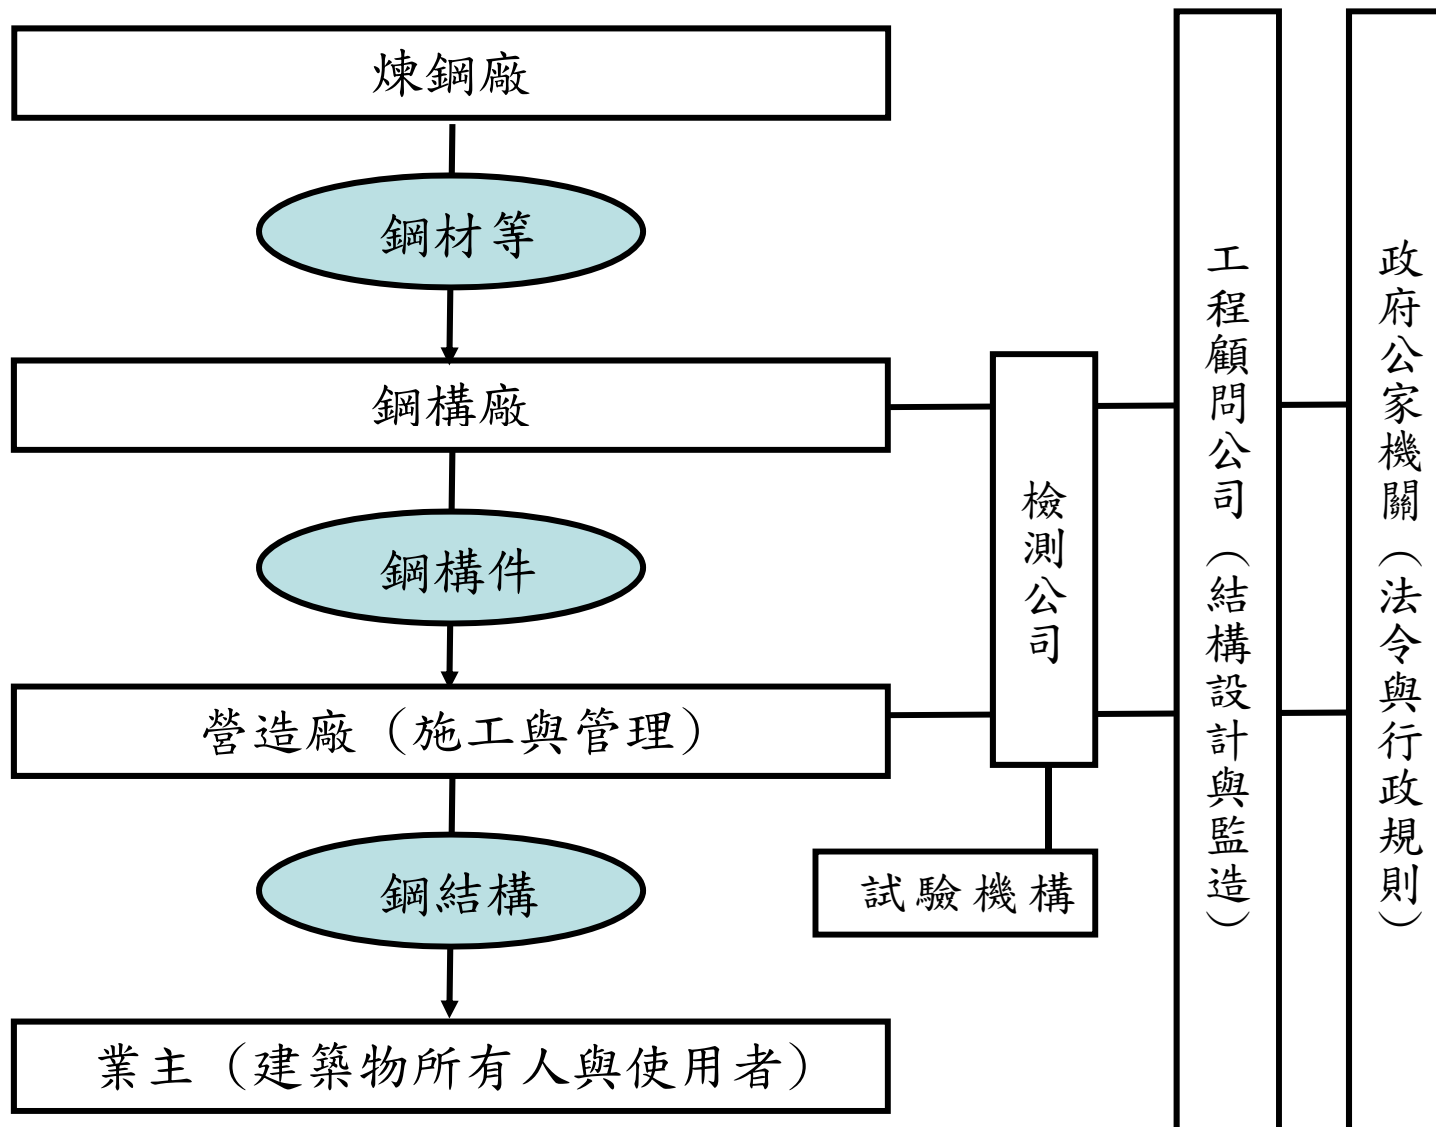 煉鋼廠
鋼材等
鋼構廠
鋼構件
營造廠（施工與管理）
鋼結構
業主（建築物所有人與使用者）
檢測公司
試驗機構
工程顧問公司（結構設計與監造）
政府公家機關（法令與行政規則）